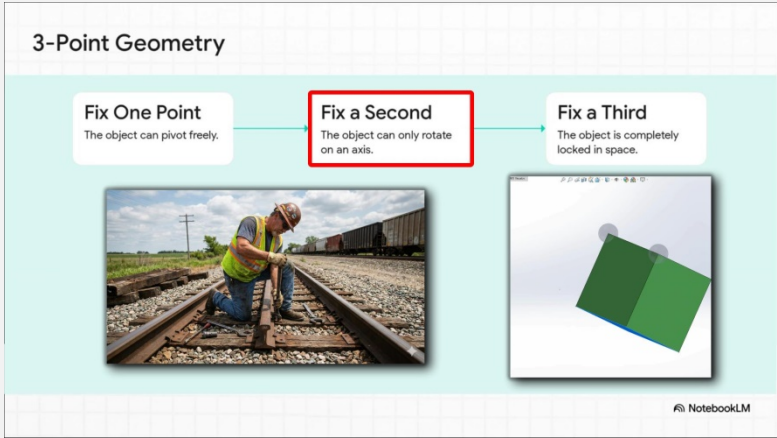 3-Point Geometry
Fix One Point
The object can pivot freely.
Fix a Second
The object can only rotate
on an axis.
Fix a Third
The object is completely
locked in space.
NotebookLM